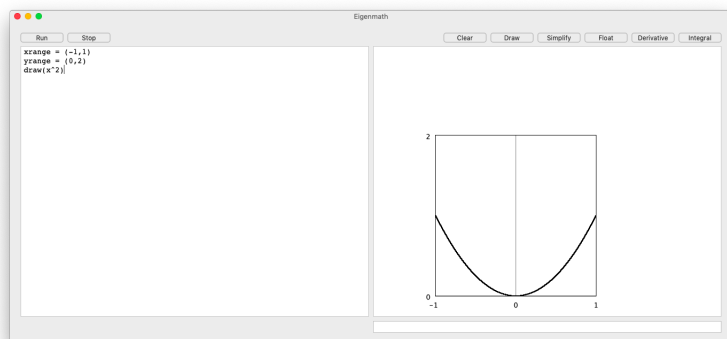 Eigenmath
Run Stop Clear Draw Simplify Float Derivative Integral
xrange = (-1,1)
yrange = (0,2)
draw(x^2)
2
0
-1 0 1